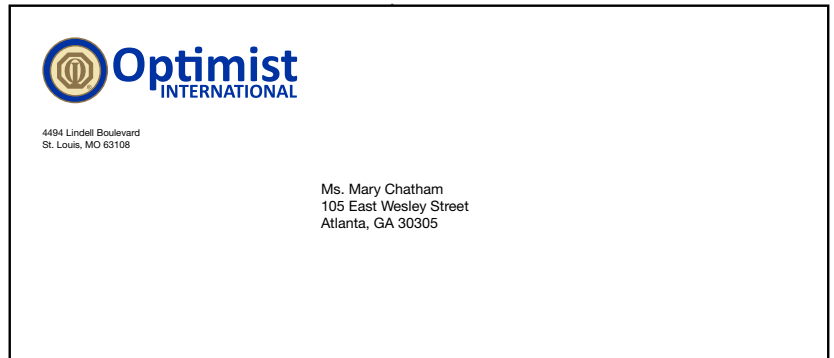 Optimist
INTERNATIONAL
4494 Lindell Boulevard
St. Louis, MO 63108
Ms. Mary Chatham
105 East Wesley Street
Atlanta, GA 30305